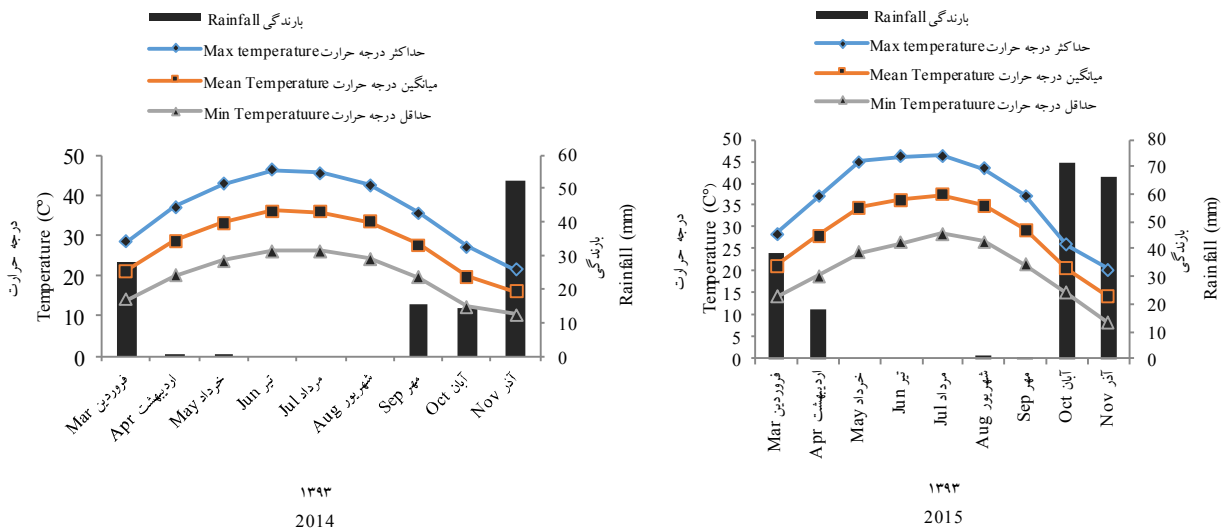 Rainfall بارندگی
Max temperature حداکثر درجه حرارت
Mean Temperature میانگین درجه حرارت
Min Temperatuure حداقل درجه حرارت
درجه حرارت
Temperature (C°)
50
40
30
20
10
0
60
50
40
30
20
10
0
بارندگی
Rainfall (mm)
Mar فروردین
Apr اردیبهشت
May خرداد
Jun تیر
Jul مرداد
Aug شهریور
Sep مهر
Oct آبان
Nov آذر
۱۳۹۳
2014
Rainfall بارندگی
Max temperature حداکثر درجه حرارت
Mean Temperature میانگین درجه حرارت
Min Temperatuure حداقل درجه حرارت
درجه حرارت
Temperature (C°)
50
45
40
35
30
25
20
15
10
5
0
80
70
60
50
40
30
20
10
0
بارندگی
Rainfall (mm)
Mar فروردین
Apr اردیبهشت
May خرداد
Jun تیر
Jul مرداد
Aug شهریور
Sep مهر
Oct آبان
Nov آذر
۱۳۹۳
2015